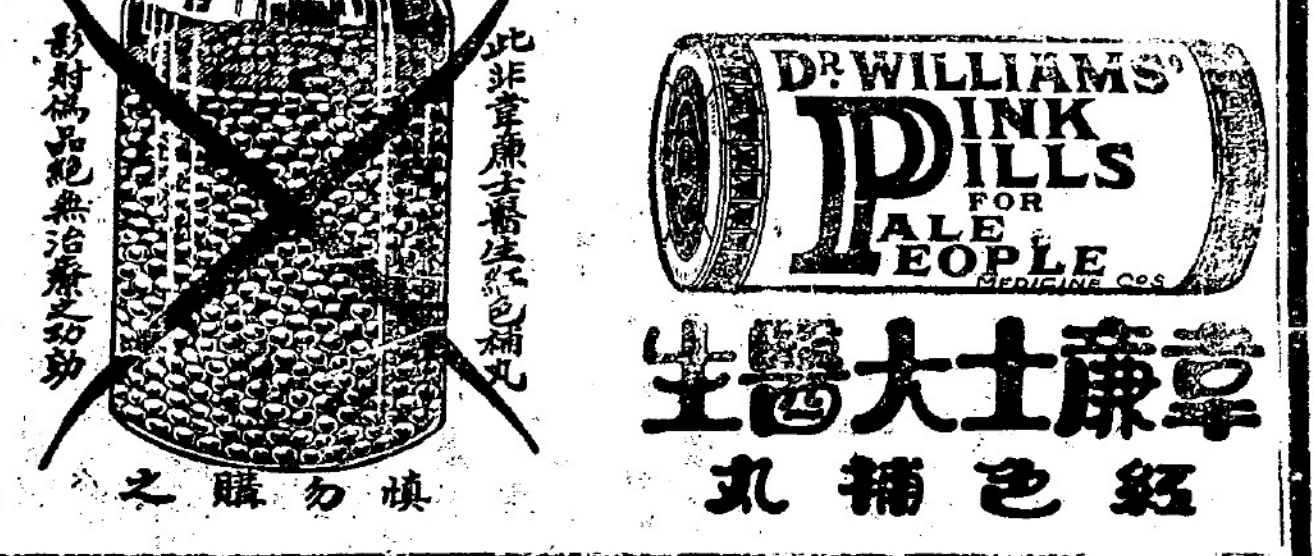 此非韋廉士醫生紅色補丸
影射偽品絕無治療之功効
慎勿購之
DR. WILLIAMS'
PINK
PILLS
FOR
PALE
PEOPLE
MEDICINE CO'S
韋廉士大醫生
紅色補丸